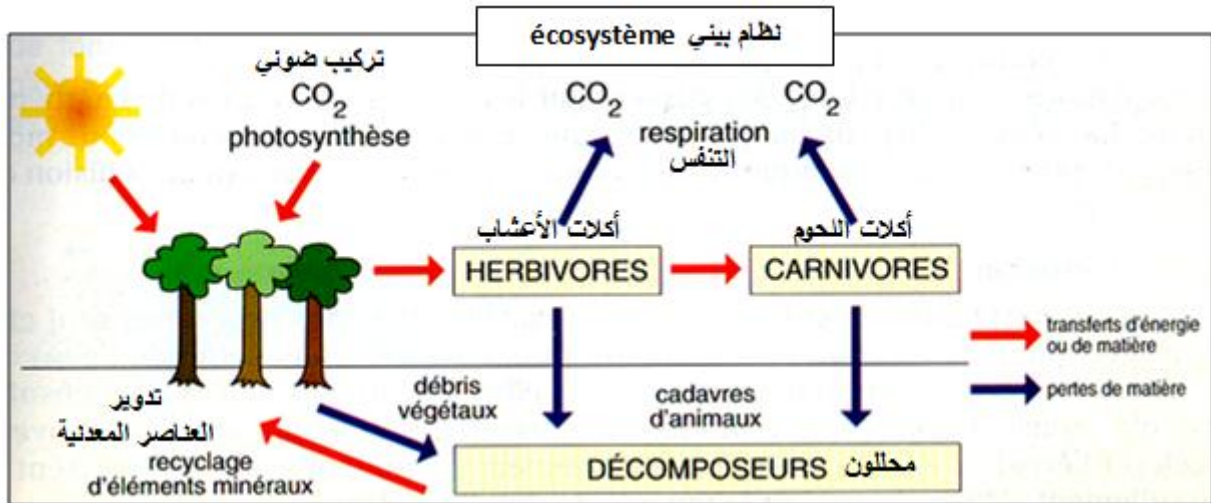 نظام بيئي écosystème
تركيب ضوئي
CO₂
photosynthèse
CO₂
CO₂
respiration
التنفس
أكلات الأعشاب
HERBIVORES
أكلات اللحوم
CARNIVORES
transferts d'énergie
ou de matière
pertes de matière
débris
végétaux
cadavres
d'animaux
تدوير
العناصر المعدنية
recyclage
d'éléments minéraux
DÉCOMPOSEURS محللون